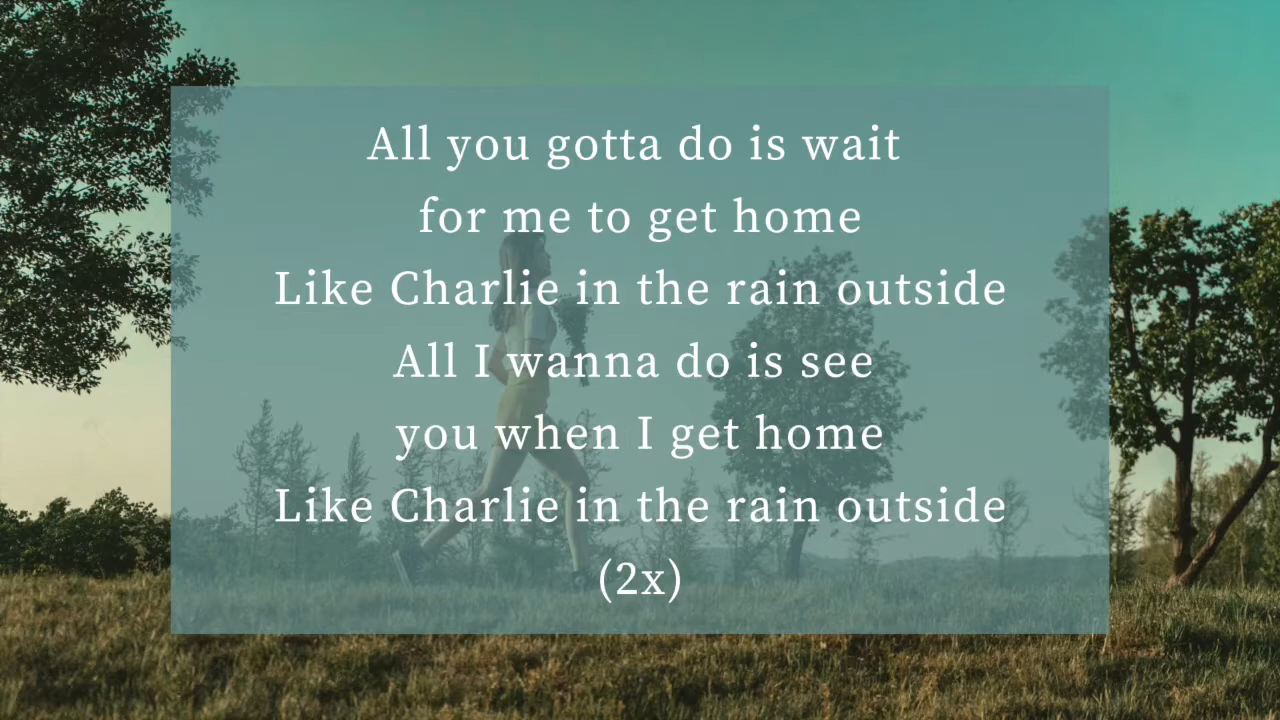 All you gotta do is wait
for me to get home
Like Charlie in the rain outside
All I wanna do is see
you when I get home
Like Charlie in the rain outside
(2x)